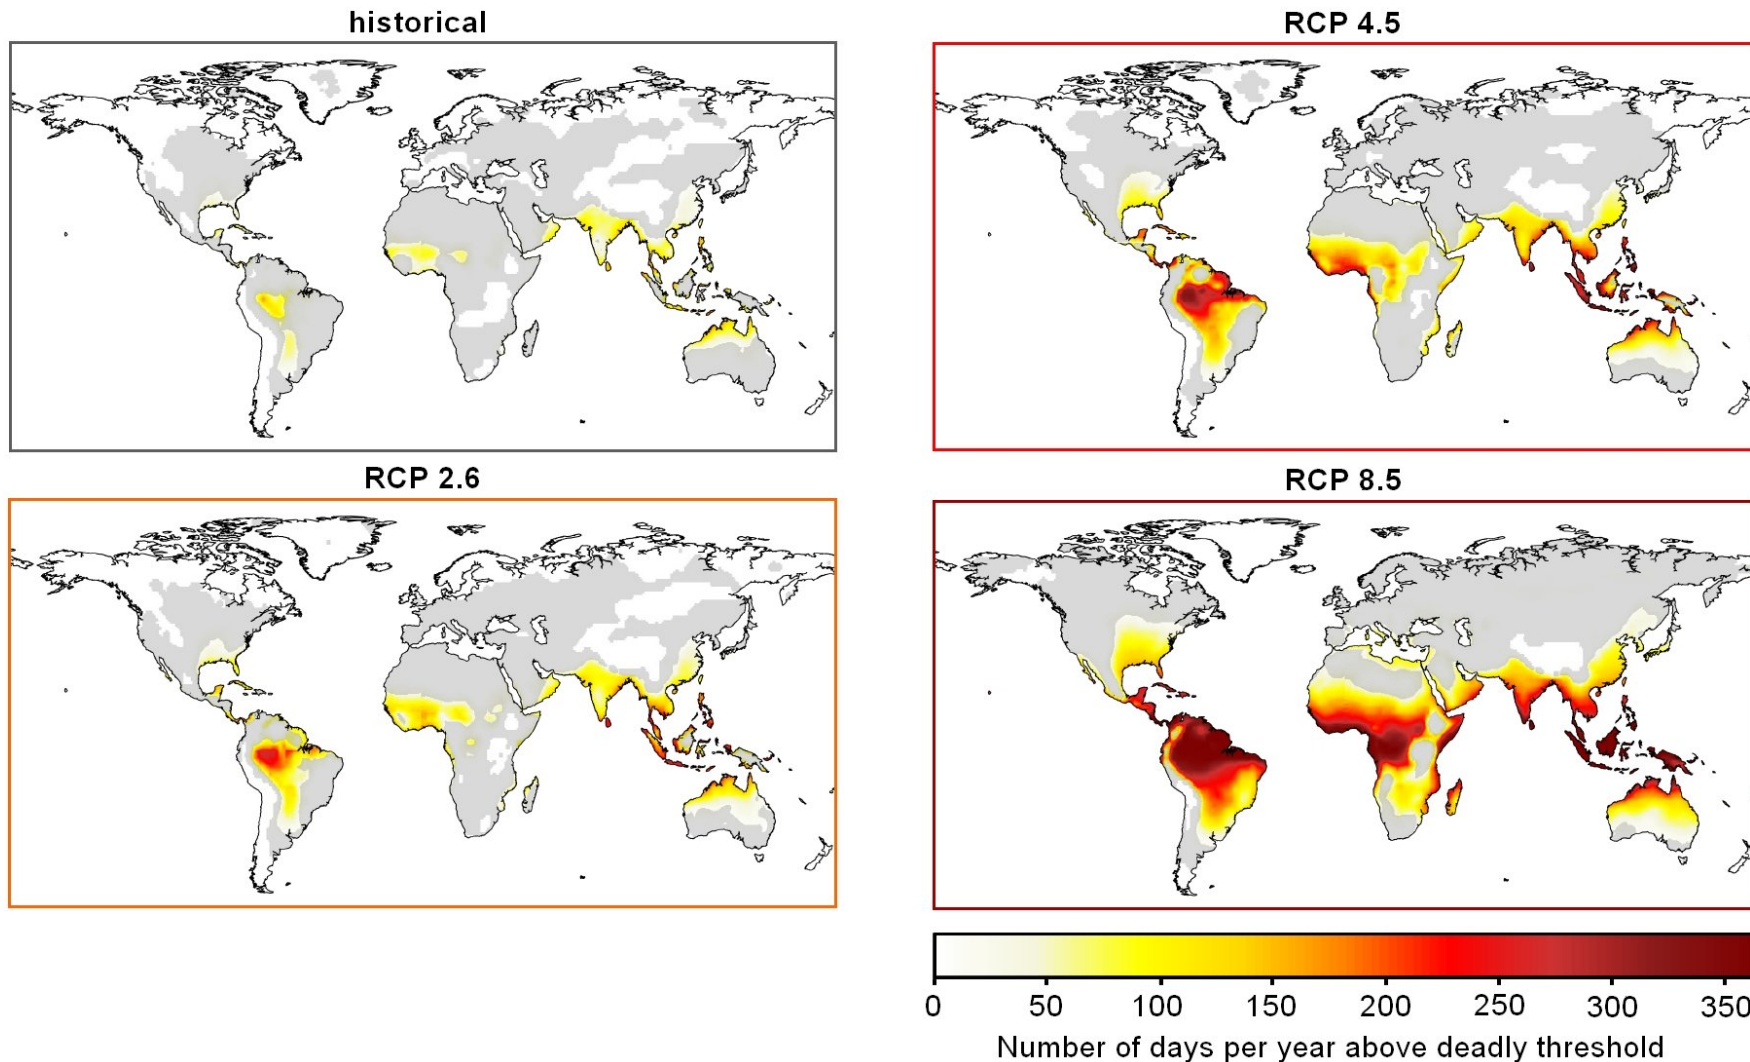 historical
RCP 4.5
RCP 2.6
RCP 8.5
0 50 100 150 200 250 300 350
Number of days per year above deadly threshold